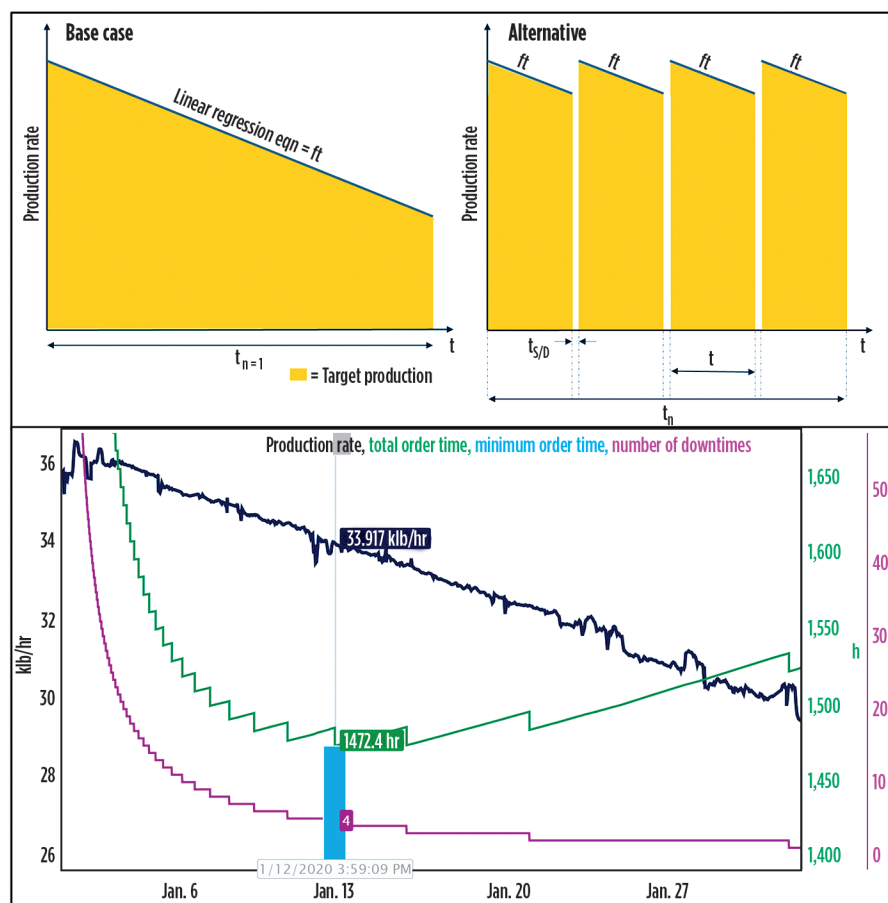 Base case
Production rate
Linear regression eqn = ft
t
t n = 1
= Target production
Alternative
Production rate
ft
ft
ft
ft
t
tS/D
t
tn
Production rate, total order time, minimum order time, number of downtimes
klb/hr
36
34
32
30
28
26
33.917 klb/hr
1472.4 hr
4
1/12/2020 3:59:09 PM
Jan. 6
Jan. 13
Jan. 20
Jan. 27
1,650
1,600
1,550
1,500
1,450
1,400
h
50
40
30
20
10
0